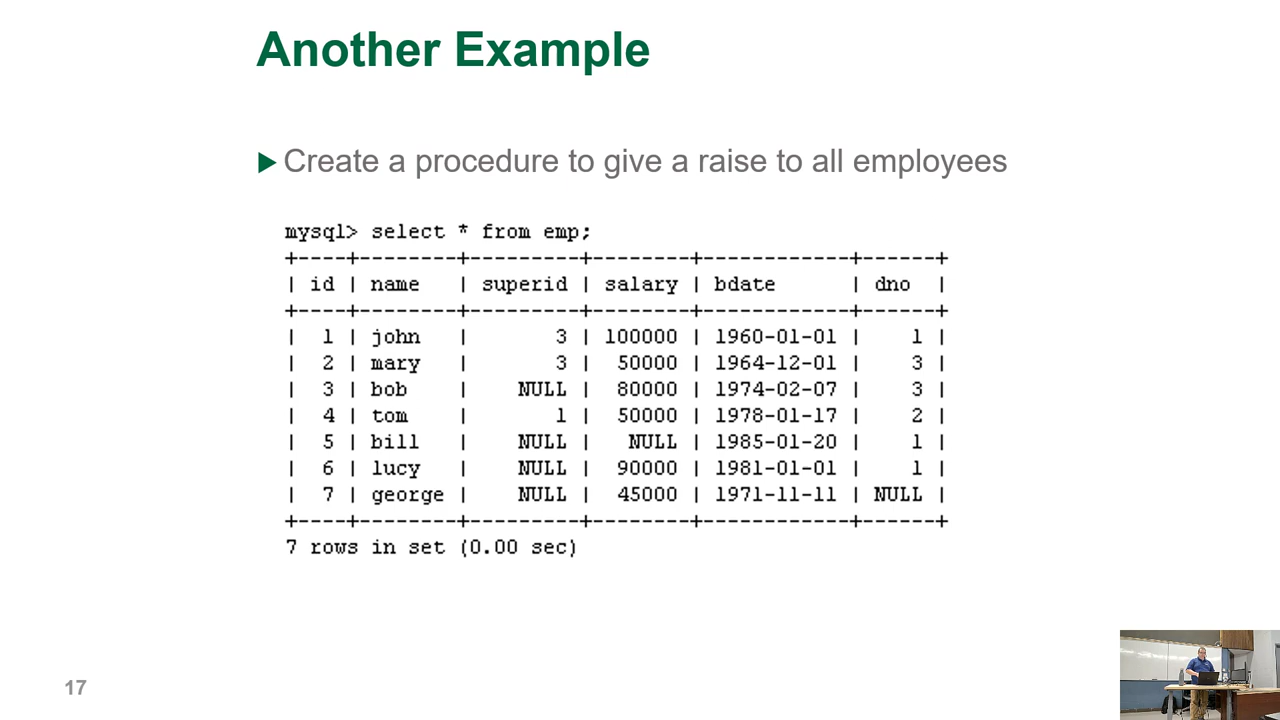 Another Example
Create a procedure to give a raise to all employees
mysql> select * from emp;
+----+--------+---------+--------+------------+------+
| id | name   | superid | salary | bdate      | dno  |
+----+--------+---------+--------+------------+------+
|  1 | john   |       3 | 100000 | 1960-01-01 |    1 |
|  2 | mary   |       3 |  50000 | 1964-12-01 |    3 |
|  3 | bob    |    NULL |  80000 | 1974-02-07 |    3 |
|  4 | tom    |       1 |  50000 | 1978-01-17 |    2 |
|  5 | bill   |    NULL |   NULL | 1985-01-20 |    1 |
|  6 | lucy   |    NULL |  90000 | 1981-01-01 |    1 |
|  7 | george |    NULL |  45000 | 1971-11-11 | NULL |
+----+--------+---------+--------+------------+------+
7 rows in set (0.00 sec)
17